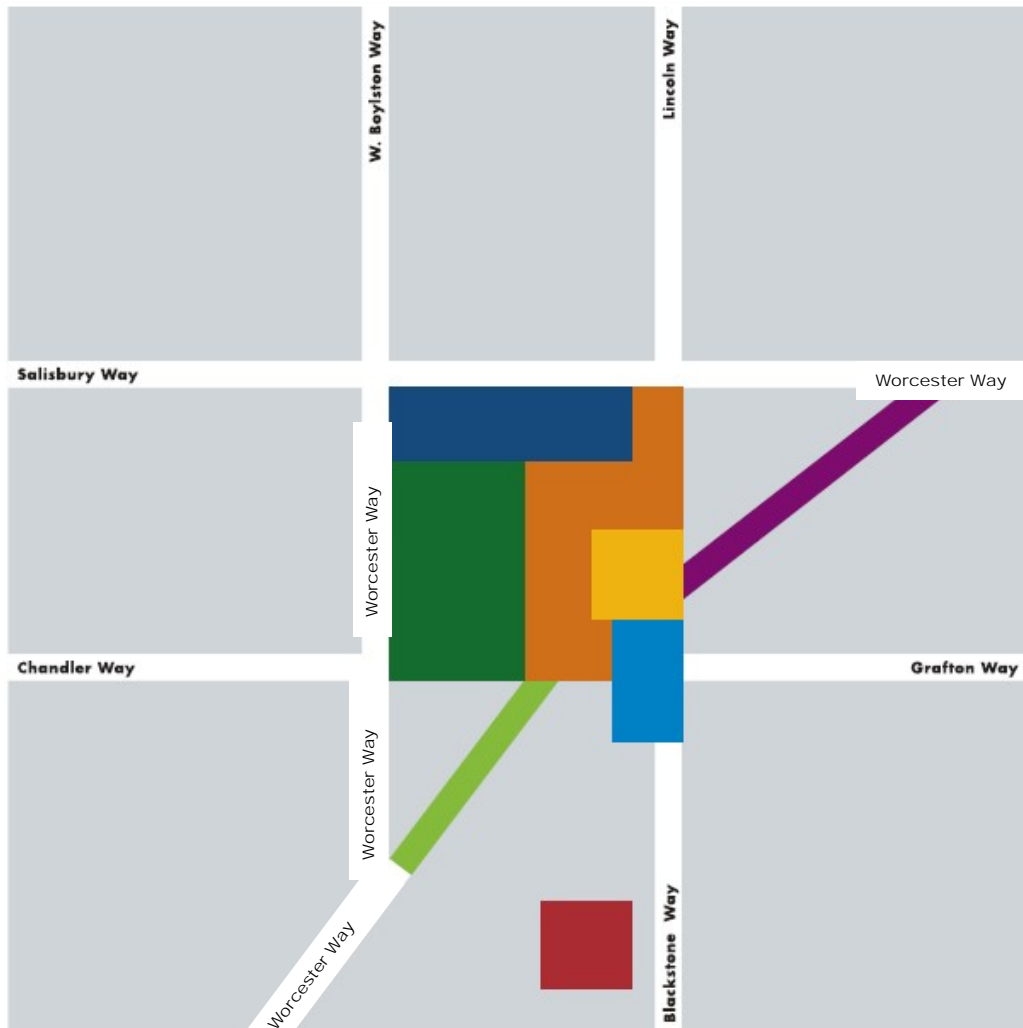 W. Boylston Way
Lincoln Way
Salisbury Way
Worcester Way
Worcester Way
Chandler Way
Grafton Way
Worcester Way
Worcester Way
Blackstone Way